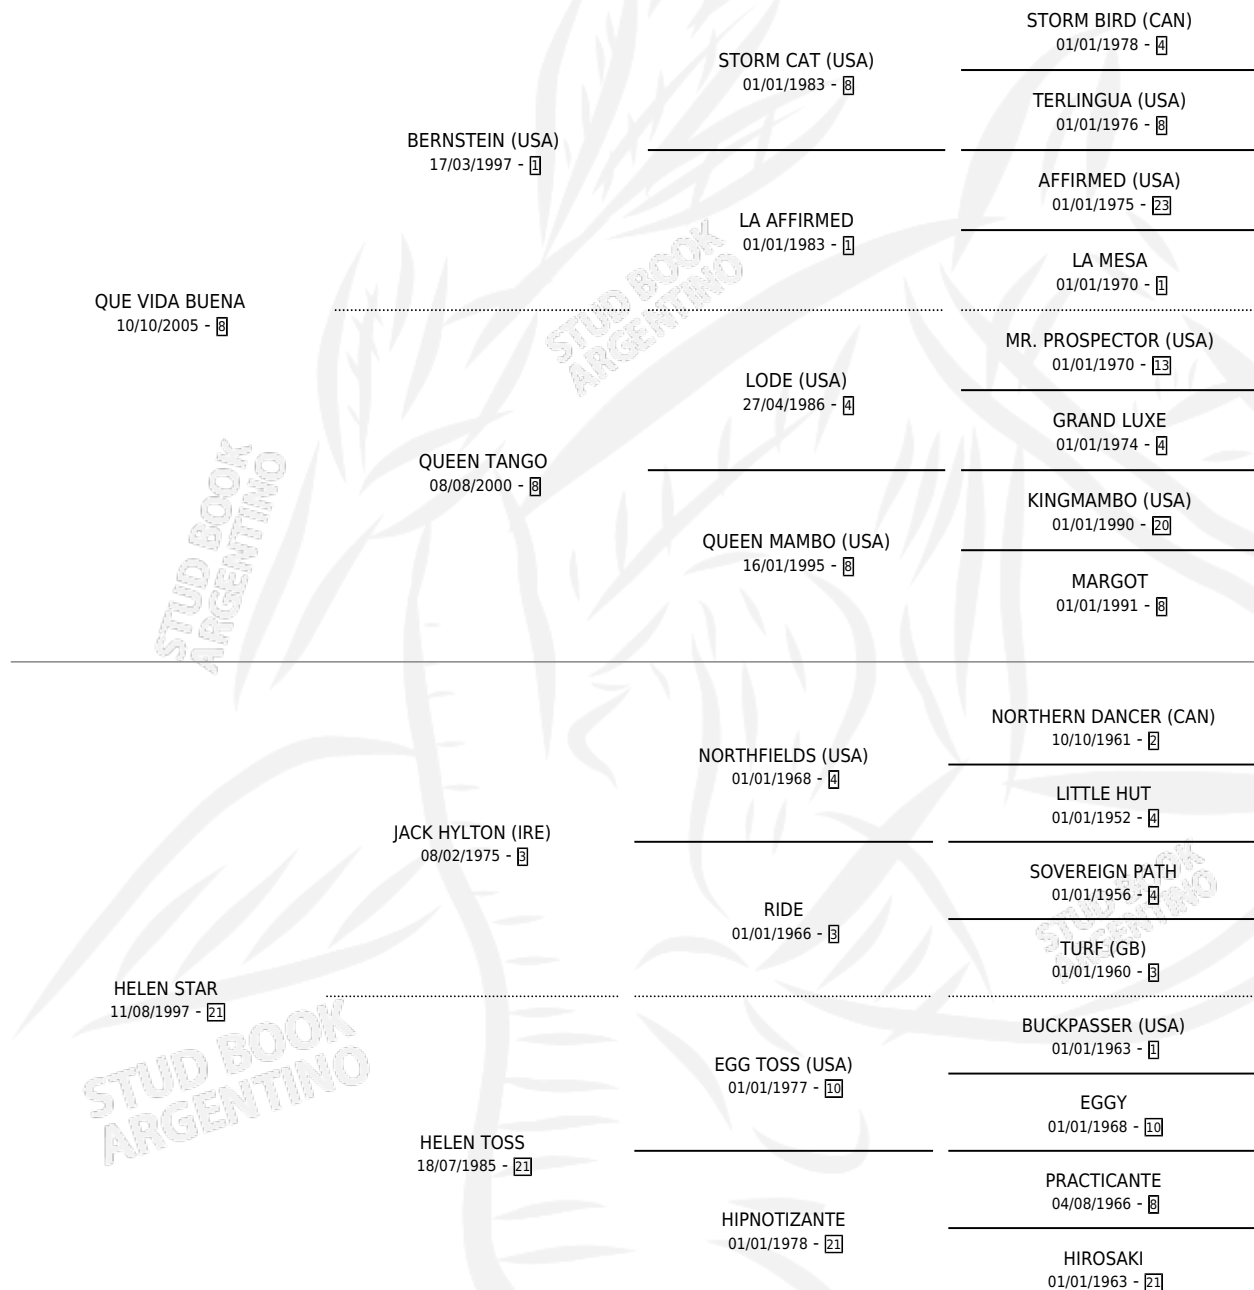 STORM BIRD (CAN)
01/01/1978 - 4
STORM CAT (USA)
01/01/1983 - 8
TERLINGUA (USA)
01/01/1976 - 8
BERNSTEIN (USA)
17/03/1997 - 1
AFFIRMED (USA)
01/01/1975 - 23
LA AFFIRMED
01/01/1983 - 1
LA MESA
01/01/1970 - 1
QUE VIDA BUENA
10/10/2005 - 8
MR. PROSPECTOR (USA)
01/01/1970 - 13
LODE (USA)
27/04/1986 - 4
GRAND LUXE
01/01/1974 - 4
QUEEN TANGO
08/08/2000 - 8
KINGMAMBO (USA)
01/01/1990 - 20
QUEEN MAMBO (USA)
16/01/1995 - 8
MARGOT
01/01/1991 - 8
NORTHERN DANCER (CAN)
10/10/1961 - 2
NORTHFIELDS (USA)
01/01/1968 - 4
LITTLE HUT
01/01/1952 - 4
JACK HYLTON (IRE)
08/02/1975 - 3
SOVEREIGN PATH
01/01/1956 - 4
RIDE
01/01/1966 - 3
TURF (GB)
01/01/1960 - 3
HELEN STAR
11/08/1997 - 21
BUCKPASSER (USA)
01/01/1963 - 1
EGG TOSS (USA)
01/01/1977 - 10
EGGY
01/01/1968 - 10
HELEN TOSS
18/07/1985 - 21
PRACTICANTE
04/08/1966 - 8
HIPNOTIZANTE
01/01/1978 - 21
HIROSAKI
01/01/1963 - 21
STUD BOOK
ARGENTINO
STUD BOOK
ARGENTINO
STUD BOOK
ARGENTINO
STUD BOOK
ARGENTINO